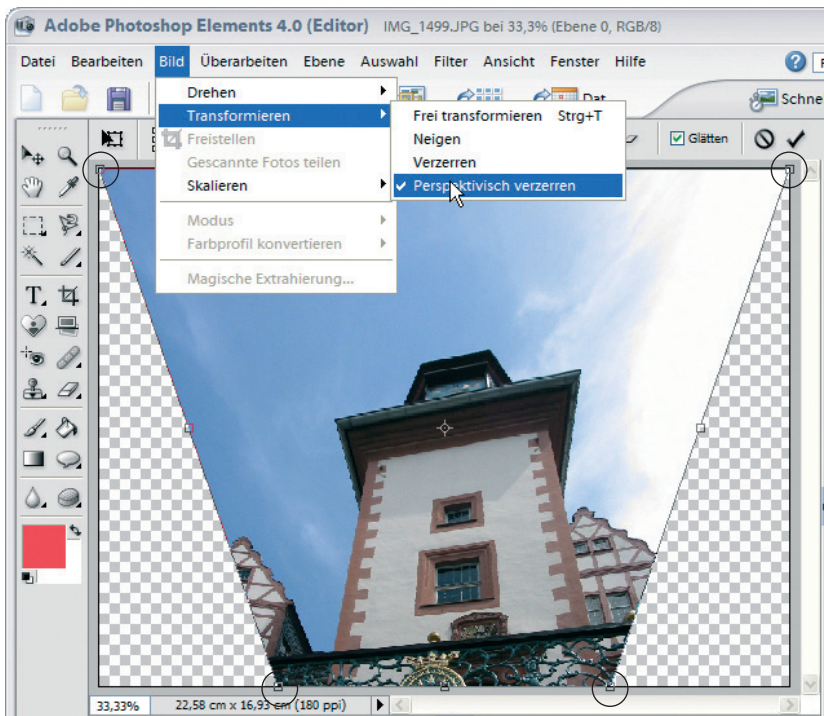 Adobe Photoshop Elements 4.0 (Editor) IMG_1499.JPG bei 33,3% (Ebene 0, RGB/8)
Datei Bearbeiten Bild Überarbeiten Ebene Auswahl Filter Ansicht Fenster Hilfe
Drehen
Transformieren
Freistellen
Gescannte Fotos teilen
Skalieren
Modus
Farbprofil konvertieren
Magische Extrahierung...
Frei transformieren Strg+T
Neigen
Verzerren
Perspektivisch verzerren
Dat
Schne
Glätten
T
33,33% 22,58 cm x 16,93 cm (180 ppi)